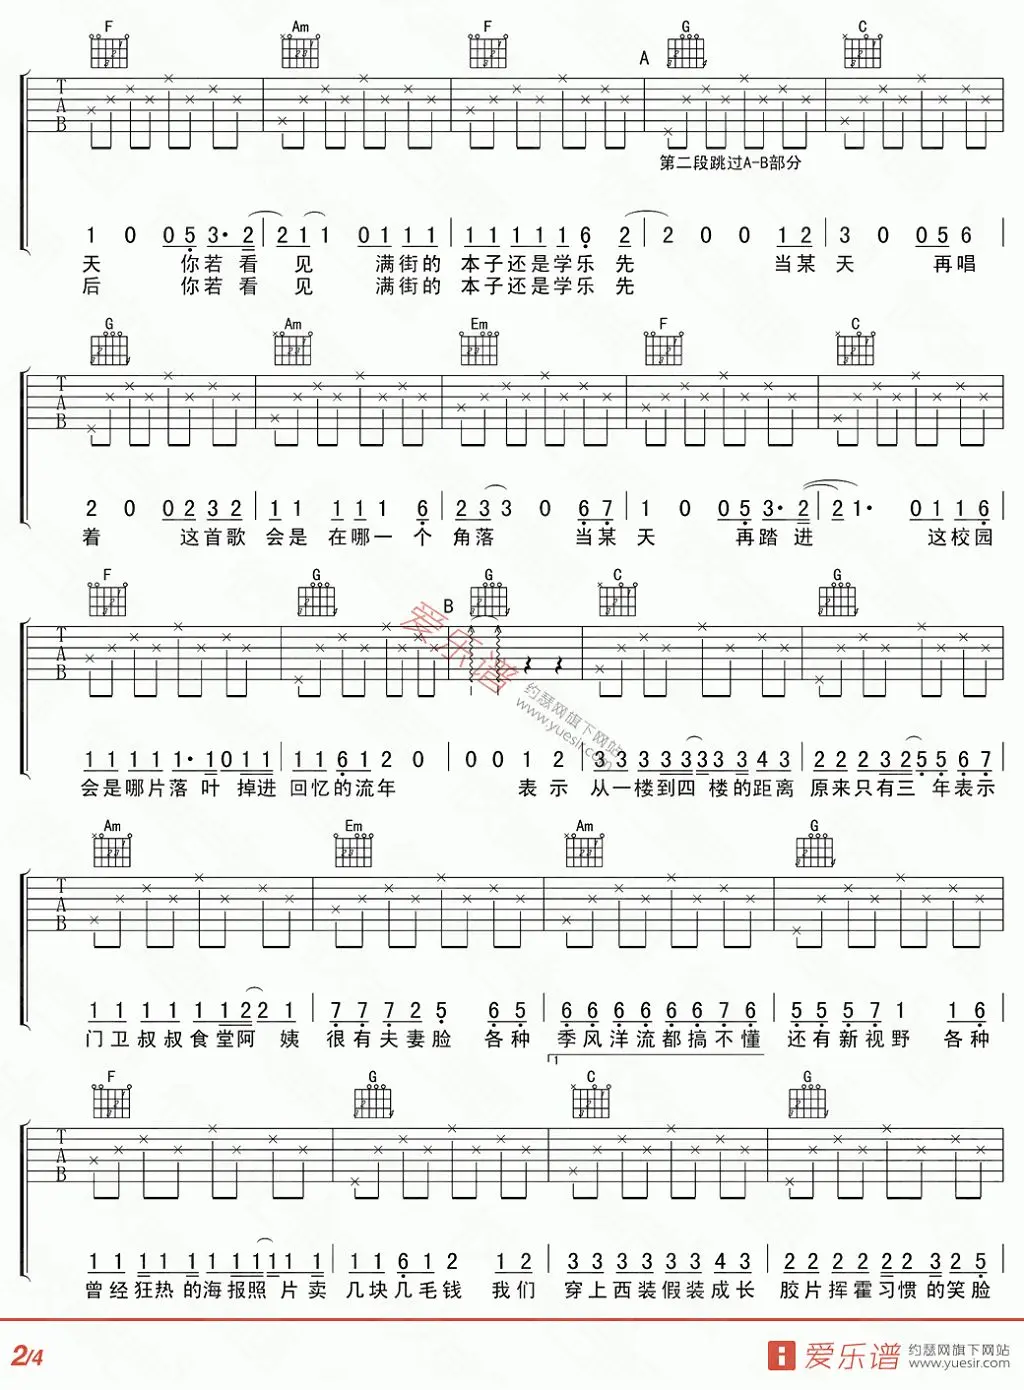 F Am F A G C
T A B
第二段跳过A-B部分
1 0 05 3· 2 | 2 1 1 0 1 1 1 | 1 1 1 1 1 6 2 | 2 0 0 1 2 | 3 0 0 5 6 |
天 你若看 见 满街的 本子还是学乐先 当某 天 再唱
后 你若看 见 满街的 本子还是学乐先
G Am Em F C
T A B
2 0 0 2 3 2 | 1 1 1 1 1 6 | 2 3 3 0 6 7 | 1 0 0 5 3· 2 | 2 1· 0 1 1 6 |
着 这首歌 会是 在哪一 个 角落 当某 天 再踏 进 这校园
F G B G C G
T A B
1 1 1 1 1 1· 1 0 1 1 | 1 1 6 1 2 0 | 0 0 1 2 | 3 3 3 3 3 3 3 3 4 3 | 2 2 2 3 2 5 5 6 7 |
会是哪片落 叶 掉进 回忆的流年 表示 从一楼到四 楼的距离 原来只有三 年表示
Am Em Am G
T A B
1 1 1 1 1 1 2 2 1 | 7 7 7 2 5 6 5 | 6 6 6 6 6 6 7 6 | 5 5 5 7 1 1 6 |
门卫叔叔食堂阿 姨 很有夫妻脸 各种 季风洋流都搞不懂 还有新视野 各种
1
F G C G
T A B
1 1 1 1 1 1 1 1 1 1 | 1 1 6 1 2 1 2 | 3 3 3 3 3 3 4 3 | 2 2 2 2 2 3 2 5
曾经狂热的海报照 片卖 几块几毛钱 我们 穿上西装假装成长 胶片挥霍习惯的笑脸
爱乐谱
约瑟网旗下网站
www.yuesir.com
2/4
爱乐谱 约瑟网旗下网站
www.yuesir.com